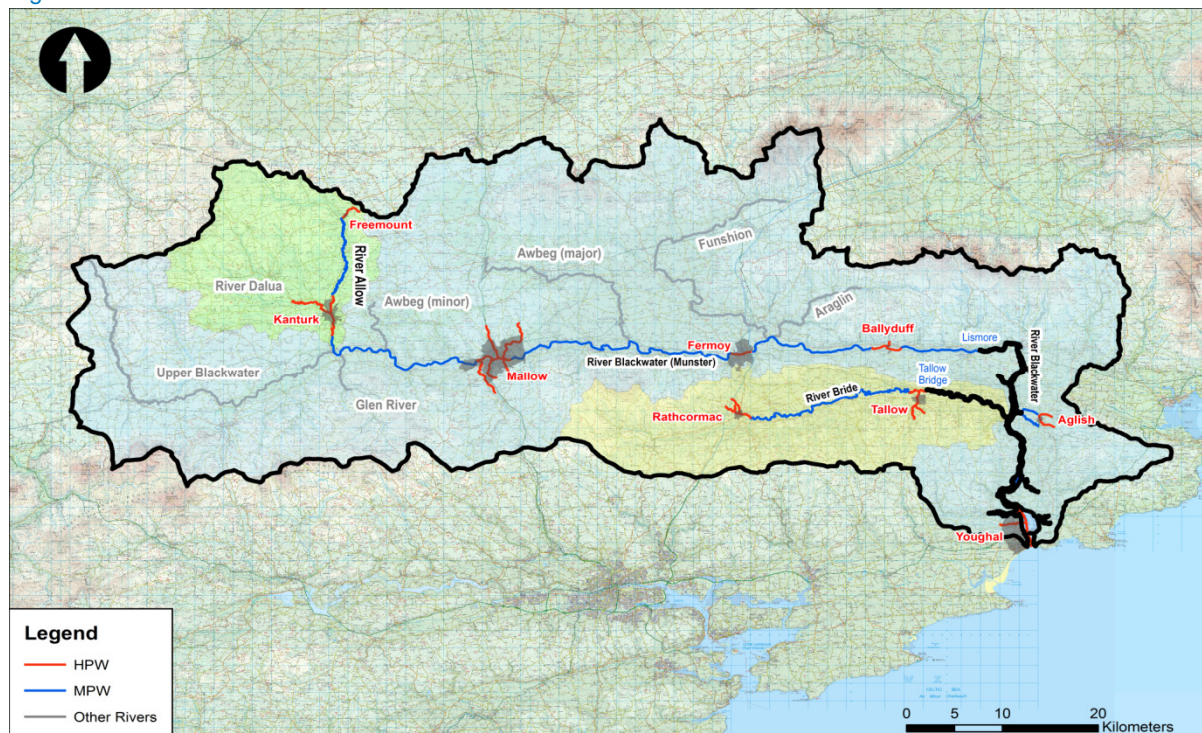 Freemount
River Allow
Funshion
Awbeg (major)
River Dalua
Awbeg (minor)
Araglin
Kanturk
Ballyduff
Fermoy
Lismore
River Blackwater
River Blackwater (Munster)
Upper Blackwater
Mallow
Tallow
Bridge
River Bride
Glen River
Rathcormac
Tallow
Aglish
Youghal
Legend
HPW
MPW
Other Rivers
0 5 10 20
Kilometers